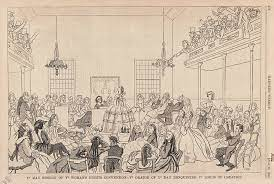 Yᵉ MAY SESSION OF Yᵉ WOMAN'S RIGHTS CONVENTION—Yᵉ ORATOR OF Yᵉ DAY DENOUNCING Yᵉ LORDS OF CREATION.